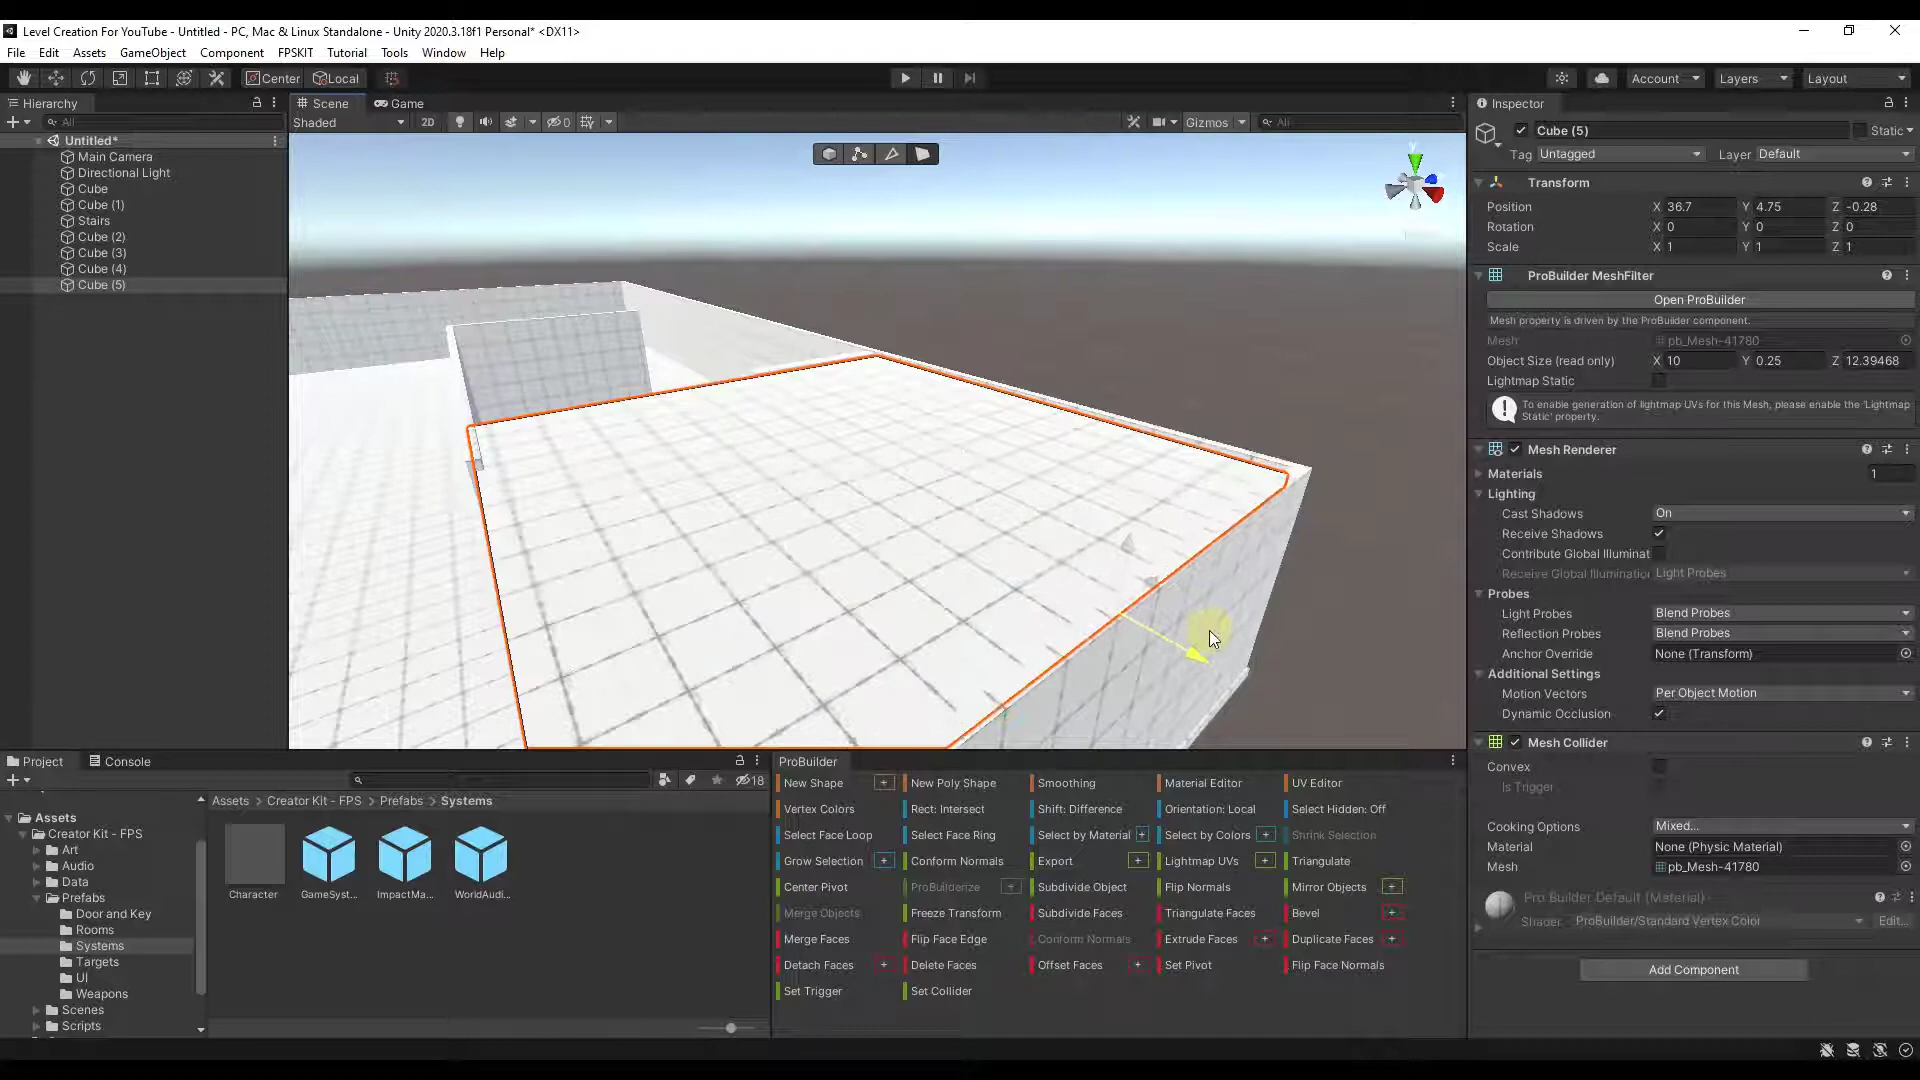 Level Creation For YouTube - Untitled - PC, Mac & Linux Standalone - Unity 2020.3.18f1 Personal* <DX11>
File Edit Assets GameObject Component FPSKIT Tutorial Tools Window Help
Center Local Account Layers Layout
Hierarchy
All
Untitled*
Main Camera
Directional Light
Cube
Cube (1)
Stairs
Cube (2)
Cube (3)
Cube (4)
Cube (5)
Scene Game
Shaded 2D 0 Gizmos All
y
Inspector
Cube (5) Static
Tag Untagged Layer Default
Transform
Position X 36.7 Y 4.75 Z -0.28
Rotation X 0 Y 0 Z 0
Scale X 1 Y 1 Z 1
ProBuilder MeshFilter
Open ProBuilder
Mesh property is driven by the ProBuilder component.
Mesh pb_Mesh-41780
Object Size (read only) X 10 Y 0.25 Z 12.39468
Lightmap Static
To enable generation of lightmap UVs for this Mesh, please enable the 'Lightmap
Static' property.
Mesh Renderer
Materials 1
Lighting
Cast Shadows On
Receive Shadows
Contribute Global Illuminat
Receive Global Illumination Light Probes
Probes
Light Probes Blend Probes
Reflection Probes Blend Probes
Anchor Override None (Transform)
Additional Settings
Motion Vectors Per Object Motion
Dynamic Occlusion
Mesh Collider
Convex
Is Trigger
Cooking Options Mixed...
Material None (Physic Material)
Mesh pb_Mesh-41780
Pro Builder Default (Material)
Shader ProBuilder/Standard Vertex Color Edit...
Add Component
Project Console
18
Assets
Creator Kit - FPS
Art
Audio
Data
Prefabs
Door and Key
Rooms
Systems
Targets
UI
Weapons
Scenes
Scripts
Assets > Creator Kit - FPS > Prefabs > Systems
Character GameSyst... ImpactMa... WorldAudi...
ProBuilder
New Shape + New Poly Shape Smoothing Material Editor UV Editor
Vertex Colors Rect: Intersect Shift: Difference Orientation: Local Select Hidden: Off
Select Face Loop Select Face Ring Select by Material + Select by Colors + Shrink Selection
Grow Selection + Conform Normals Export + Lightmap UVs + Triangulate
Center Pivot ProBuilderize + Subdivide Object Flip Normals Mirror Objects +
Merge Objects Freeze Transform Subdivide Faces Triangulate Faces Bevel +
Merge Faces Flip Face Edge Conform Normals Extrude Faces + Duplicate Faces +
Detach Faces + Delete Faces Offset Faces + Set Pivot Flip Face Normals
Set Trigger Set Collider